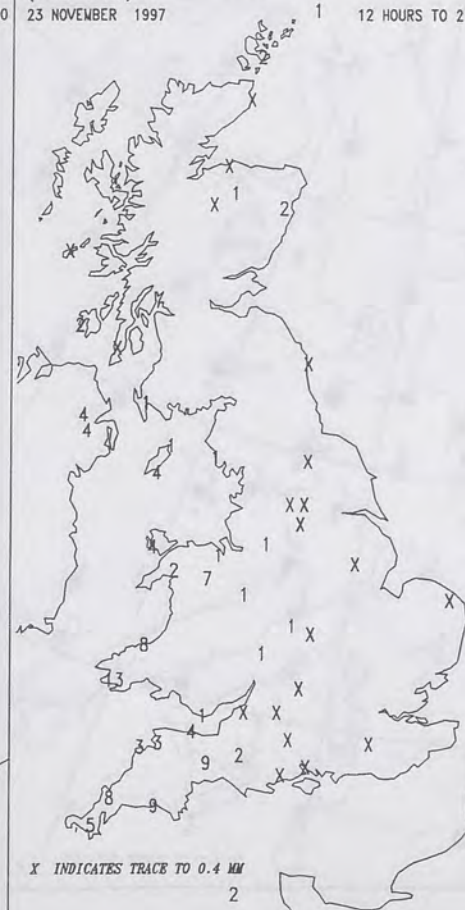 0 23 NOVEMBER 1997 1 12 HOURS TO 2
X
X
1
X 2
X
2
X
X
4 1
4
1 1
4
X
X X
X
X 1
1
2 7 X
1 X
1 X
8 1
13 X
1 X X
4 X
3 3 X
9 2 X X
8 9
5
X INDICATES TRACE TO 0.4 MM
2